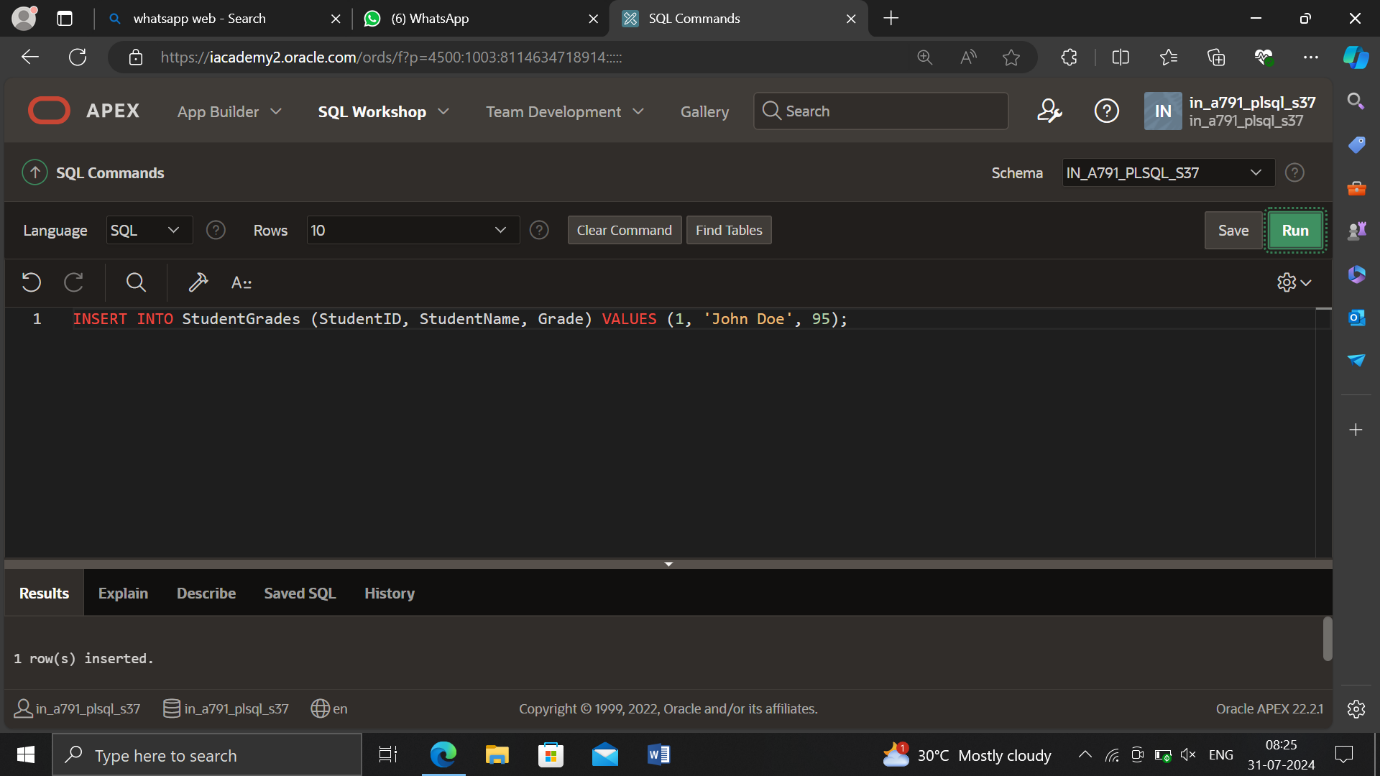 whatsapp web - Search
(6) WhatsApp
SQL Commands
https://iacademy2.oracle.com/ords/f?p=4500:1003:8114634718914:::::
APEX
App Builder
SQL Workshop
Team Development
Gallery
Search
IN
in_a791_plsql_s37
in_a791_plsql_s37
SQL Commands
Schema
IN_A791_PLSQL_S37
Language
SQL
Rows
10
Clear Command
Find Tables
Save
Run
A::
1 INSERT INTO StudentGrades (StudentID, StudentName, Grade) VALUES (1, 'John Doe', 95);
Results
Explain
Describe
Saved SQL
History
1 row(s) inserted.
in_a791_plsql_s37
in_a791_plsql_s37
en
Copyright © 1999, 2022, Oracle and/or its affiliates.
Oracle APEX 22.2.1
Type here to search
1
30°C Mostly cloudy
ENG
08:25
31-07-2024